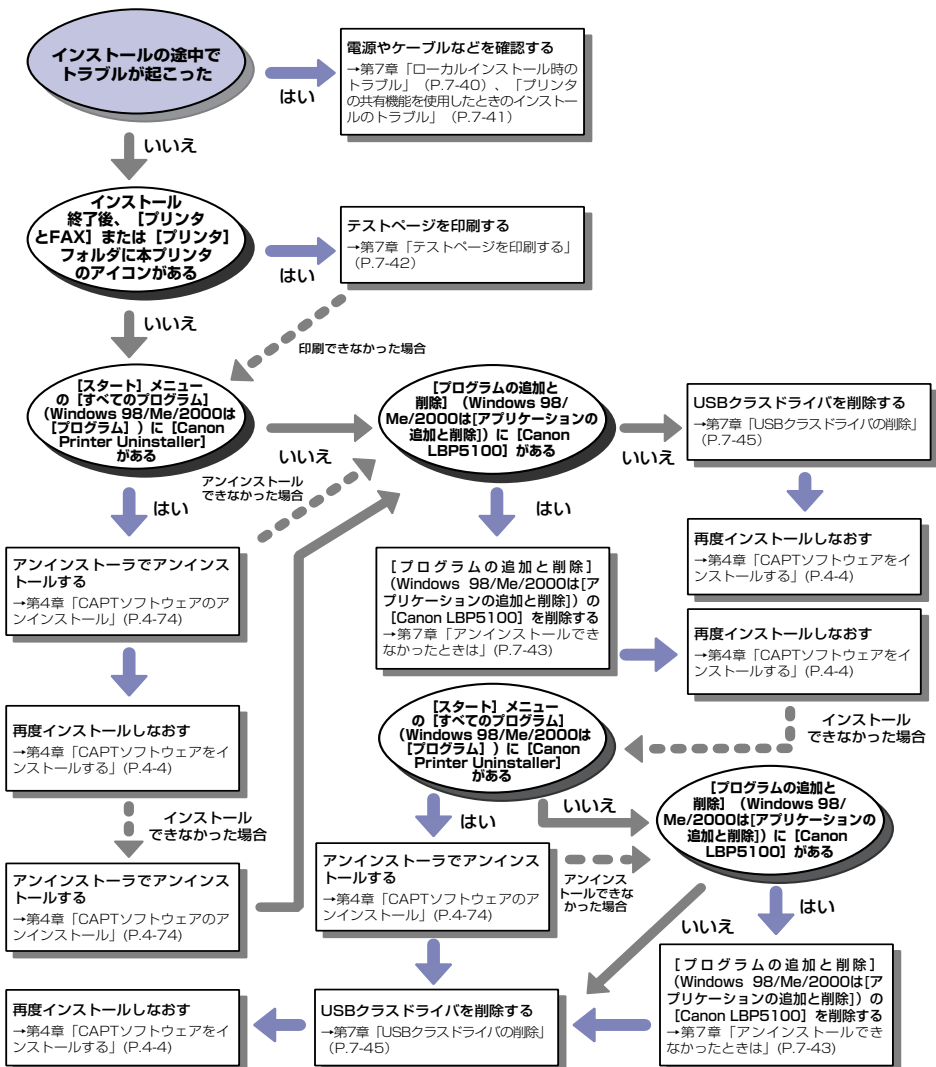 インストールの途中で
トラブルが起こった
はい
電源やケーブルなどを確認する
→第7章「ローカルインストール時の
トラブル」（P.7-40）、「プリンタ
の共有機能を使用したときのインストー
ルのトラブル」（P.7-41）
いいえ
インストール
終了後、［プリンタ
とFAX］または［プリンタ］
フォルダに本プリンタ
のアイコンがある
はい
テストページを印刷する
→第7章「テストページを印刷する」
（P.7-42）
いいえ
印刷できなかった場合
［スタート］メニュー
の［すべてのプログラム］
（Windows 98/Me/2000は
［プログラム］）に［Canon
Printer Uninstaller］
がある
いいえ
［プログラムの追加と
削除］（Windows 98/
Me/2000は[アプリケーションの
追加と削除]）に［Canon
LBP5100］がある
いいえ
USBクラスドライバを削除する
→第7章「USBクラスドライバの削除」
（P.7-45）
アンインストール
できなかった場合
はい
はい
再度インストールしなおす
→第4章「CAPTソフトウェアをイ
ンストールする」(P.4-4)
アンインストーラでアンインス
トールする
→第4章「CAPTソフトウェアのア
ンインストール」(P.4-74)
［プログラムの追加と削除］
（Windows 98/Me/2000は[ア
プリケーションの追加と削除]）の
［Canon LBP5100］を削除する
→第7章「アンインストールでき
なかったときは」(P.7-43)
再度インストールしなおす
→第4章「CAPTソフトウェアをイ
ンストールする」(P.4-4)
再度インストールしなおす
→第4章「CAPTソフトウェアをイ
ンストールする」(P.4-4)
インストール
できなかった場合
［スタート］メニュー
の［すべてのプログラム］
（Windows 98/Me/2000は
［プログラム］）に［Canon
Printer Uninstaller］
がある
インストール
できなかった場合
はい
いいえ
［プログラムの追加と
削除］（Windows 98/
Me/2000は[アプリケーションの
追加と削除]）に［Canon
LBP5100］がある
アンインストーラでアンインス
トールする
→第4章「CAPTソフトウェアのア
ンインストール」(P.4-74)
アンインストーラでアンインス
トールする
→第4章「CAPTソフトウェアのア
ンインストール」(P.4-74)
アンインス
トールできな
かった場合
いいえ
はい
［プログラムの追加と削除］
（Windows 98/Me/2000は[ア
プリケーションの追加と削除]）の
［Canon LBP5100］を削除する
→第7章「アンインストールでき
なかったときは」(P.7-43)
USBクラスドライバを削除する
→第7章「USBクラスドライバの削除」
（P.7-45）
再度インストールしなおす
→第4章「CAPTソフトウェアをイ
ンストールする」(P.4-4)